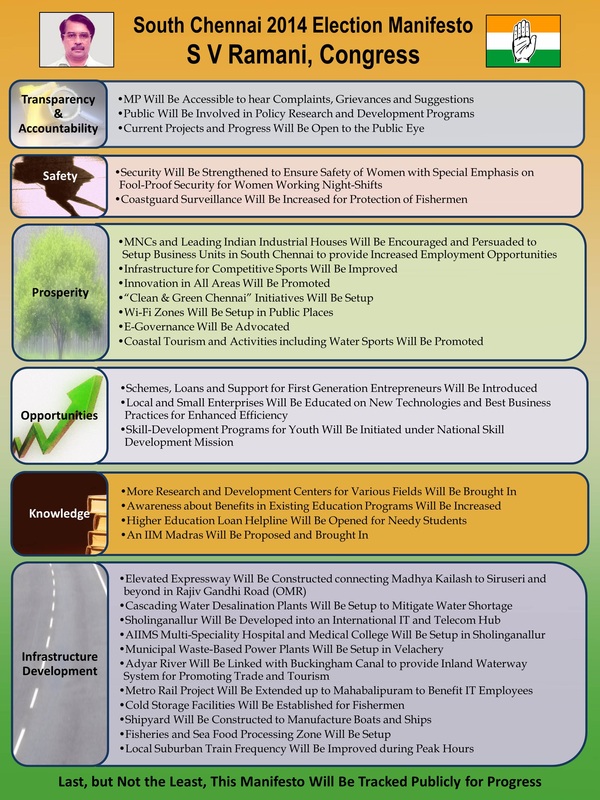 South Chennai 2014 Election Manifesto
S V Ramani, Congress
Transparency
&
Accountability
•MP Will Be Accessible to hear Complaints, Grievances and Suggestions
•Public Will be Involved in Policy Research and Development Programs
•Current Projects and Progress Will be Open to the Public Eye
Safety
•Security Will be Strengthened to Ensure Safety of Women with Special Emphasis on
Fool-Proof Security for Women Working Night-Shifts
•Coastguard Surveillance Will be Increased for Protection of Fishermen
Prosperity
•MNCs and Leading Indian Industrial Houses Will Be Encouraged and Persuaded to
Setup Business Units in South Chennai to provide Increased Employment Opportunities
•Infrastructure for Competitive Sports Will Be Improved
•Innovation in All Areas Will Be Promoted
•“Clean & Green Chennai” Initiatives Will Be Setup
•Wi-Fi Zones Will Be Setup in Public Places
•E-Governance Will Be Advocated
•Coastal Tourism and Activities including Water Sports Will Be Promoted
Opportunities
•Schemes, Loans and Support for First Generation Entrepreneurs Will Be Introduced
•Local and Small Enterprises Will Be Educated on New Technologies and Best Business
Practices for Enhanced Efficiency
•Skill-Development Programs for Youth Will Be Initiated under National Skill
Development Mission
Knowledge
•More Research and Development Centers for Various Fields Will Be Brought In
•Awareness about Benefits in Existing Education Programs Will Be Increased
•Higher Education Loan Helpline Will Be Opened for Needy Students
•An IIM Madras Will be Proposed and Brought In
Infrastructure
Development
•Elevated Expressway Will Be Constructed connecting Madhya Kailash to Siruseri and
beyond in Rajiv Gandhi Road (OMR)
•Cascading Water Desalination Plants Will Be Setup to Mitigate Water Shortage
•Sholinganallur Will Be Developed into an International IT and Telecom Hub
•AIIMS Multi-Speciality Hospital and Medical College Will Be Setup in Sholinganallur
•Municipal Waste-Based Power Plants Will Be Setup in Velachery
•Adyar River Will Be Linked with Buckingham Canal to provide Inland Waterway
System for Promoting Trade and Tourism
•Metro Rail Project Will Be Extended up to Mahabalipuram to Benefit IT Employees
•Cold Storage Facilities Will Be Established for Fishermen
•Shipyard Will Be Constructed to Manufacture Boats and Ships
•Fisheries and Sea Food Processing Zone Will Be Setup
•Local Suburban Train Frequency Will Be Improved during Peak Hours
Last, but Not the Least, This Manifesto Will Be Tracked Publicly for Progress